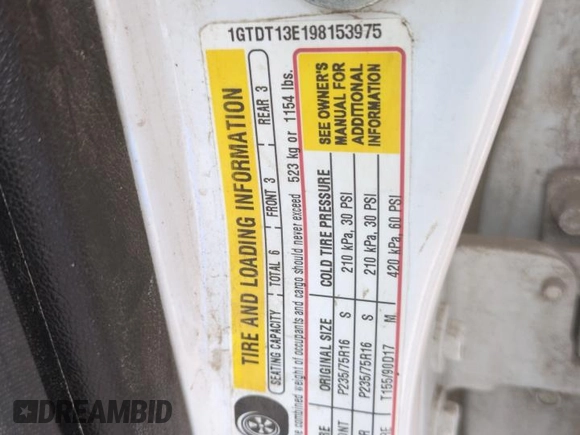 1GTDT13E198153975
TIRE AND LOADING INFORMATION
SEATING CAPACITY TOTAL 6 FRONT 3 REAR 3
combined weight of occupants and cargo should never exceed 523 kg or 1154 lbs.
ORIGINAL SIZE COLD TIRE PRESSURE
P235/75R16 S 210 kPa, 30 PSI
P235/75R16 S 210 kPa, 30 PSI
T155/90D17 M 420 kPa, 60 PSI
SEE OWNER'S
MANUAL FOR
ADDITIONAL
INFORMATION
DREAMBID